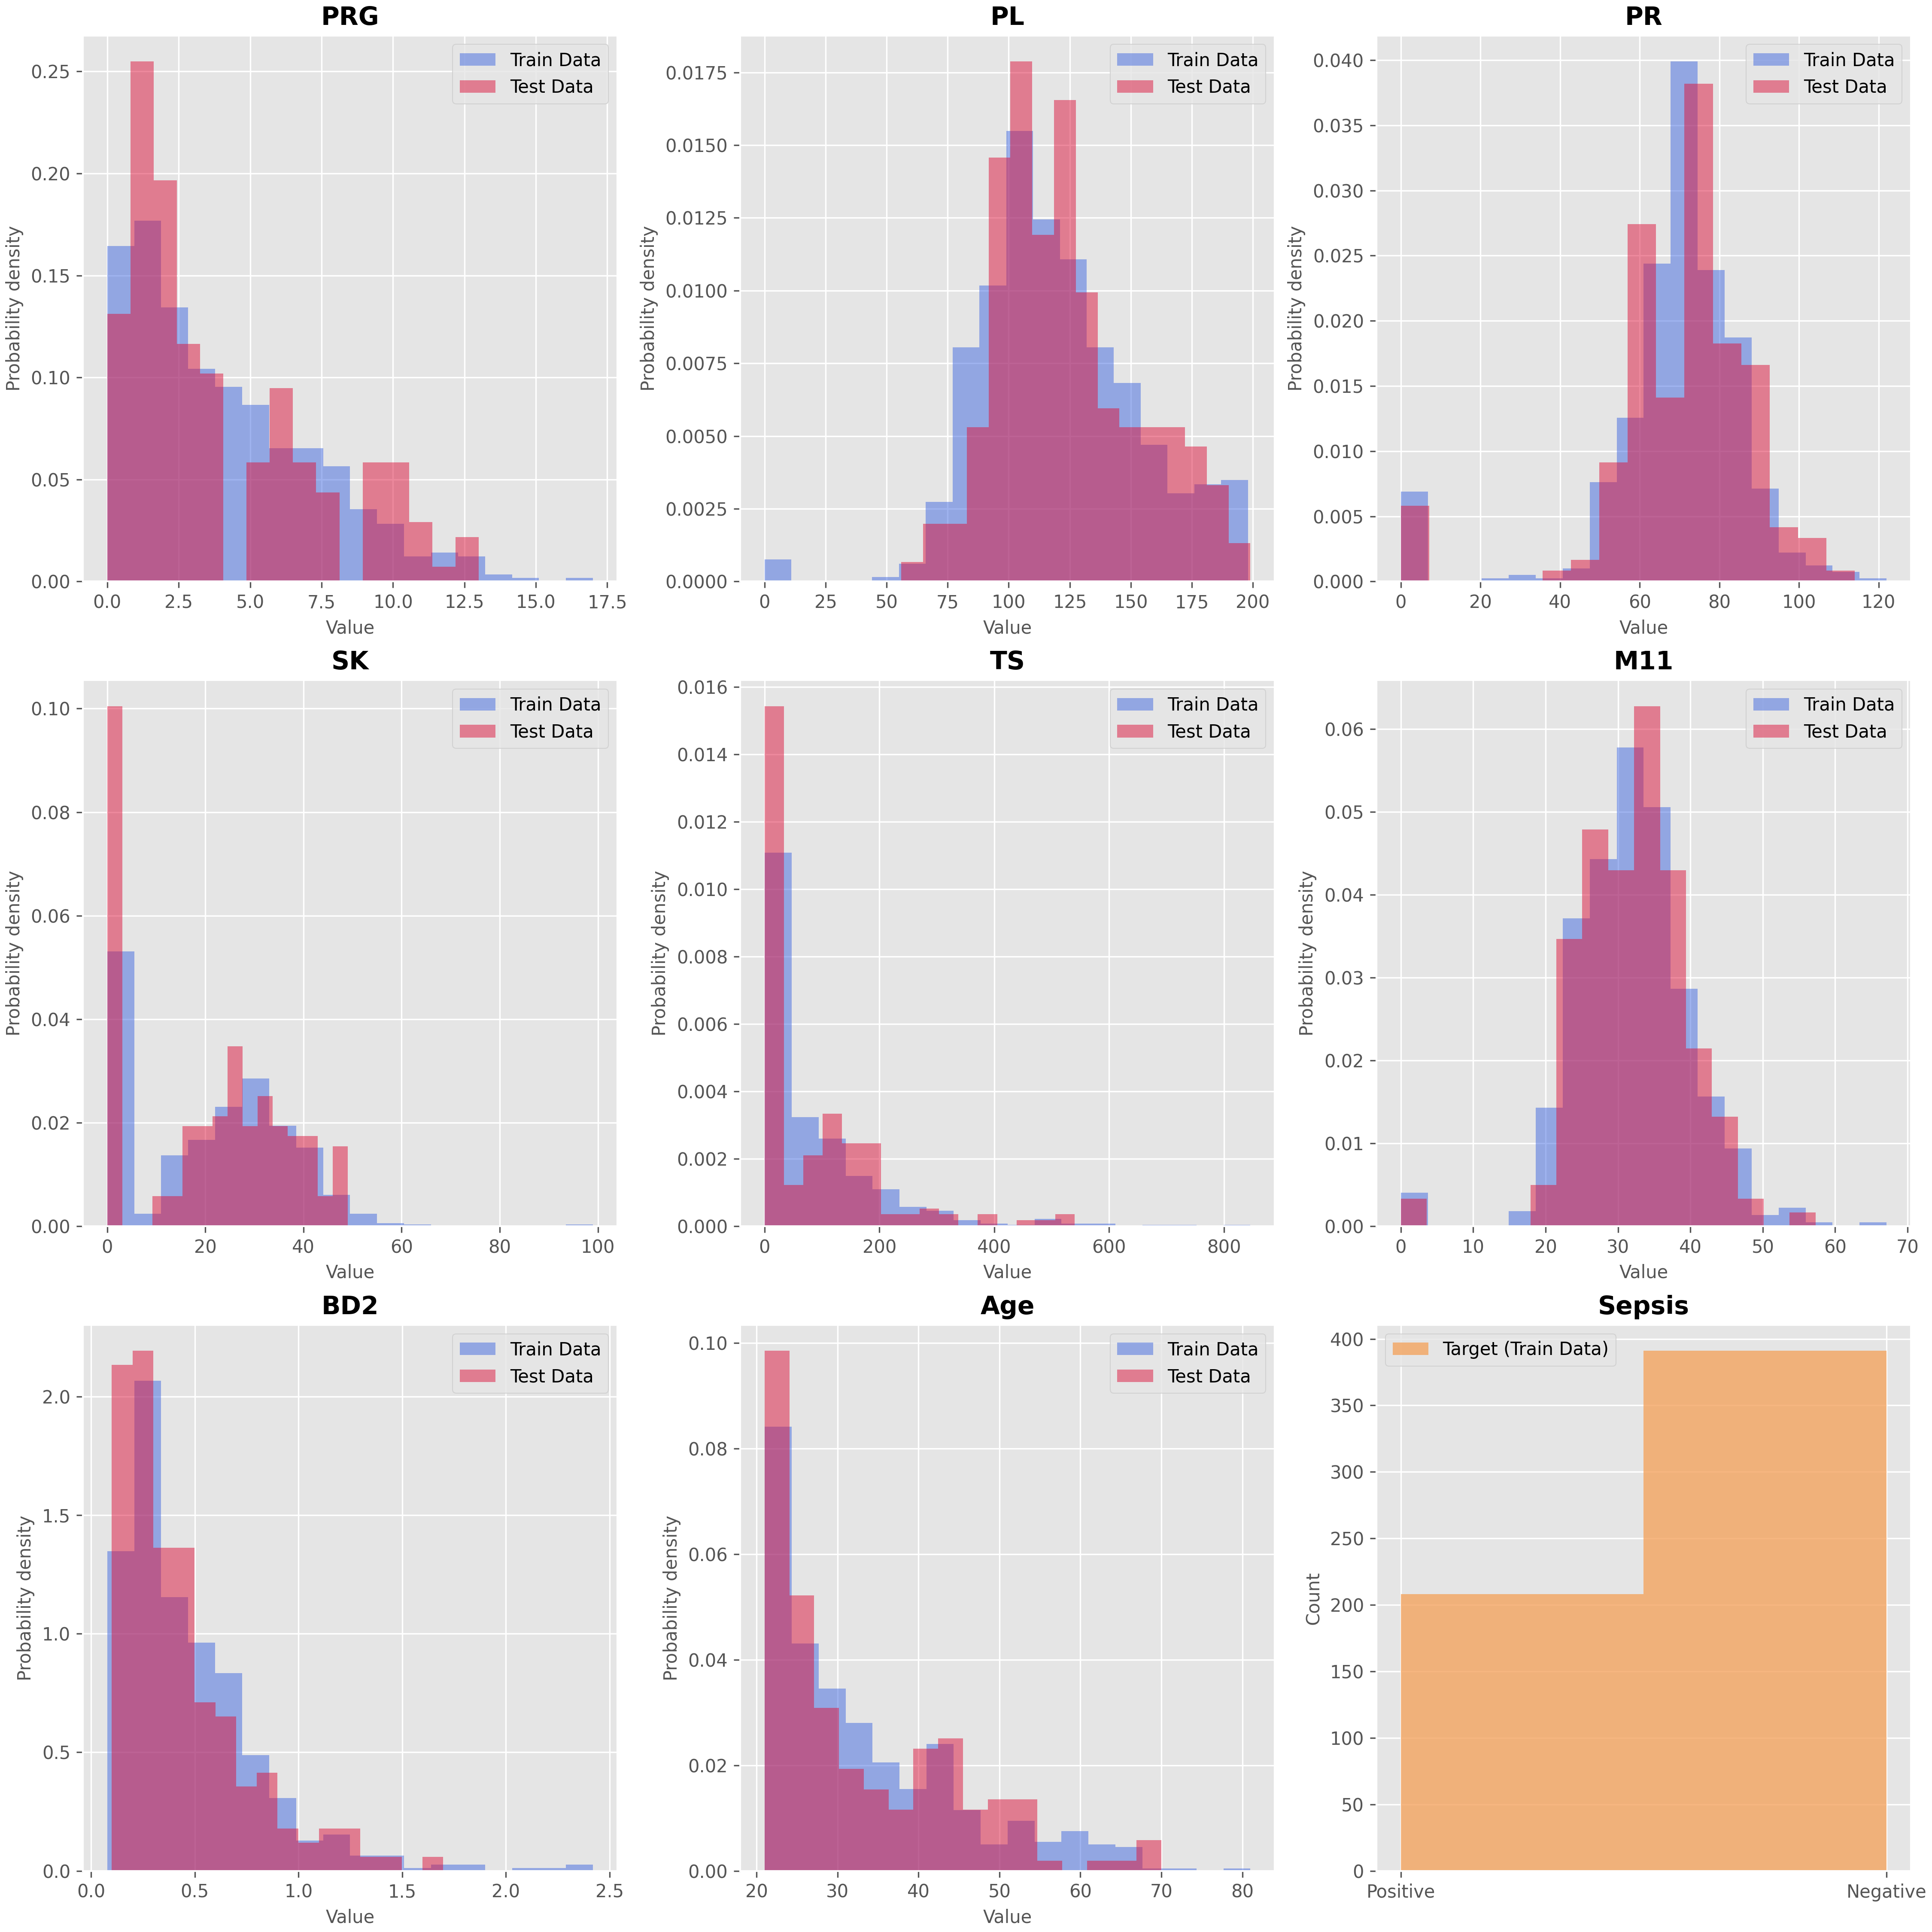 PRG
Train Data
Test Data
0.25
0.20
0.15
0.10
0.05
0.00
Probability density
0.0 2.5 5.0 7.5 10.0 12.5 15.0 17.5
Value
PL
Train Data
Test Data
0.0175
0.0150
0.0125
0.0100
0.0075
0.0050
0.0025
0.0000
Probability density
0 25 50 75 100 125 150 175 200
Value
PR
Train Data
Test Data
0.040
0.035
0.030
0.025
0.020
0.015
0.010
0.005
0.000
Probability density
0 20 40 60 80 100 120
Value
SK
Train Data
Test Data
0.10
0.08
0.06
0.04
0.02
0.00
Probability density
0 20 40 60 80 100
Value
TS
Train Data
Test Data
0.016
0.014
0.012
0.010
0.008
0.006
0.004
0.002
0.000
Probability density
0 200 400 600 800
Value
M11
Train Data
Test Data
0.06
0.05
0.04
0.03
0.02
0.01
0.00
Probability density
0 10 20 30 40 50 60 70
Value
BD2
Train Data
Test Data
2.0
1.5
1.0
0.5
0.0
Probability density
0.0 0.5 1.0 1.5 2.0 2.5
Value
Age
Train Data
Test Data
0.10
0.08
0.06
0.04
0.02
0.00
Probability density
20 30 40 50 60 70 80
Value
Sepsis
Target (Train Data)
400
350
300
250
200
150
100
50
0
Count
Positive Negative